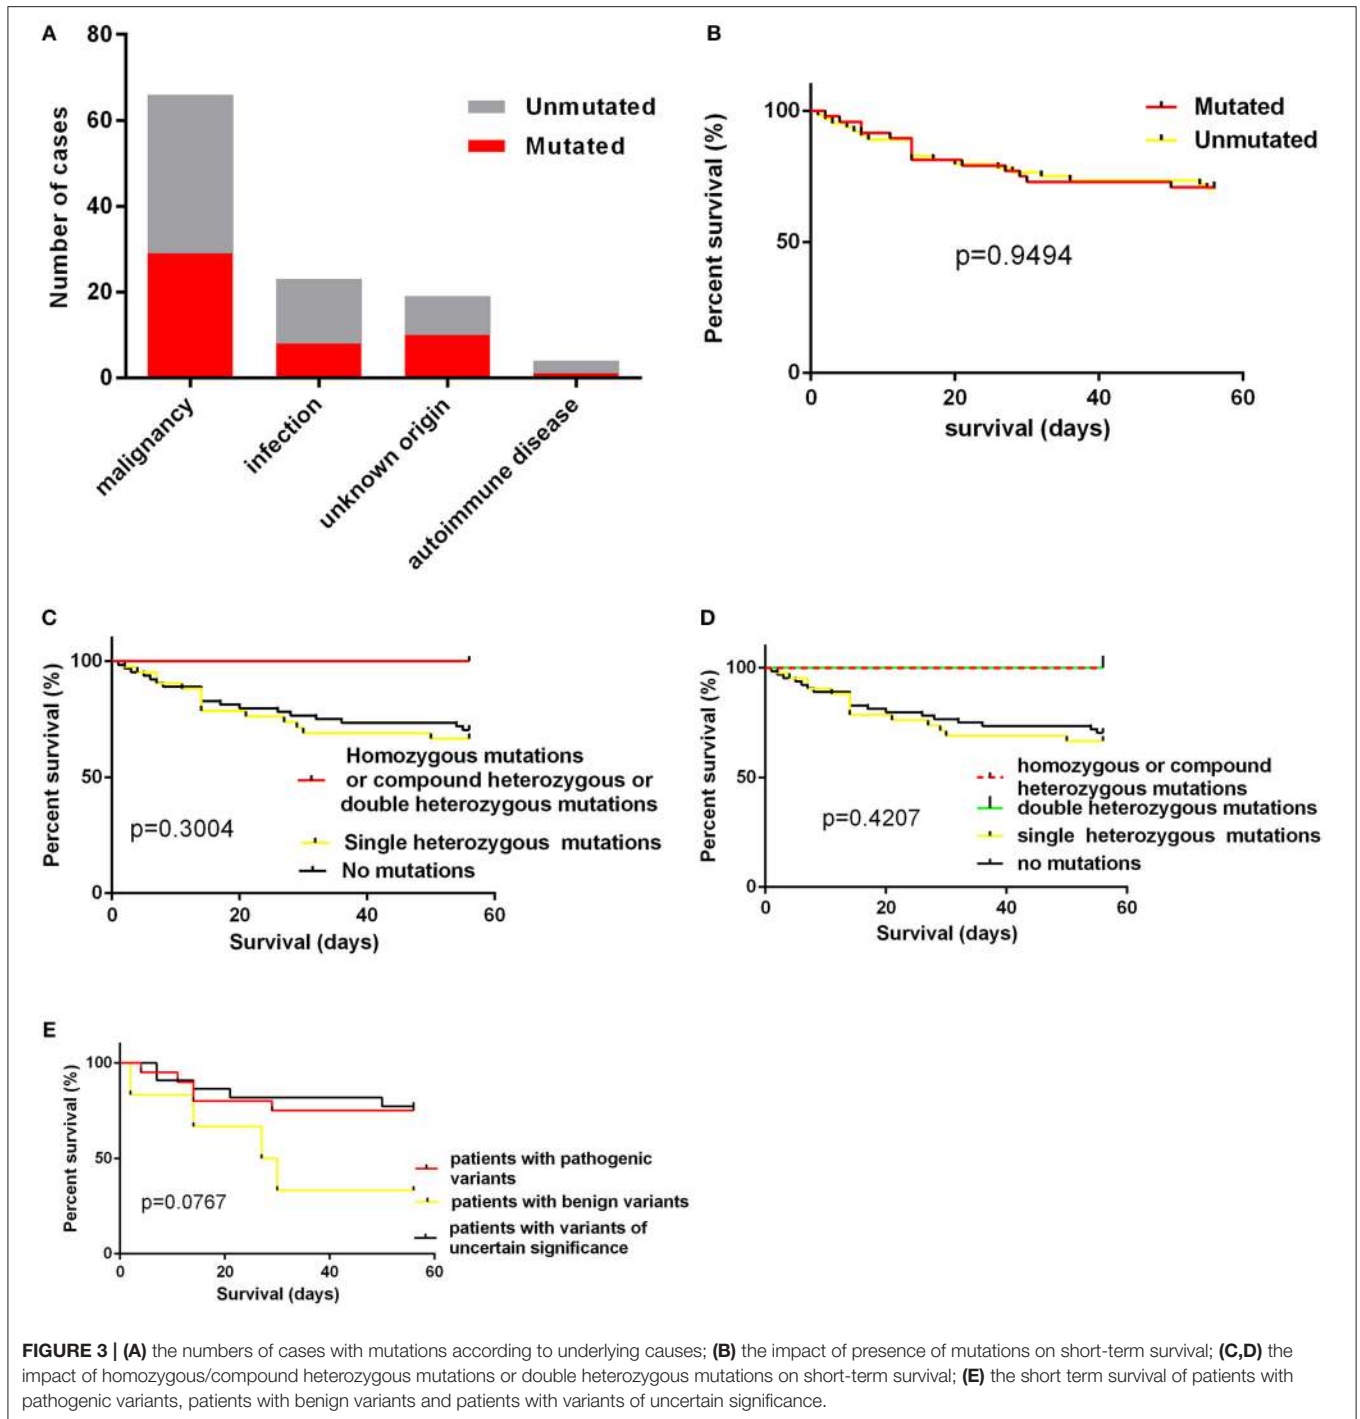 A
80
60
40
20
0
Number of cases
Unmutated
Mutated
malignancy
infection
unknown origin
autoimmune disease
B
100
50
0
Percent survival (%)
Mutated
Unmutated
p=0.9494
0 20 40 60
survival (days)
C
100
50
0
Percent survival (%)
Homozygous mutations
or compound heterozygous or
double heterozygous mutations
p=0.3004
Single heterozygous mutations
No mutations
0 20 40 60
Survival (days)
D
100
50
0
Percent survival (%)
homozygous or compound
heterozygous mutations
double heterozygous mutations
p=0.4207
single heterozygous mutations
no mutations
0 20 40 60
Survival (days)
E
100
50
0
Percent survival (%)
patients with pathogenic
variants
p=0.0767
patients with benign variants
patients with variants of
uncertain significance
0 20 40 60
Survival (days)
FIGURE 3 | (A) the numbers of cases with mutations according to underlying causes; (B) the impact of presence of mutations on short-term survival; (C,D) the
impact of homozygous/compound heterozygous mutations or double heterozygous mutations on short-term survival; (E) the short term survival of patients with
pathogenic variants, patients with benign variants and patients with variants of uncertain significance.